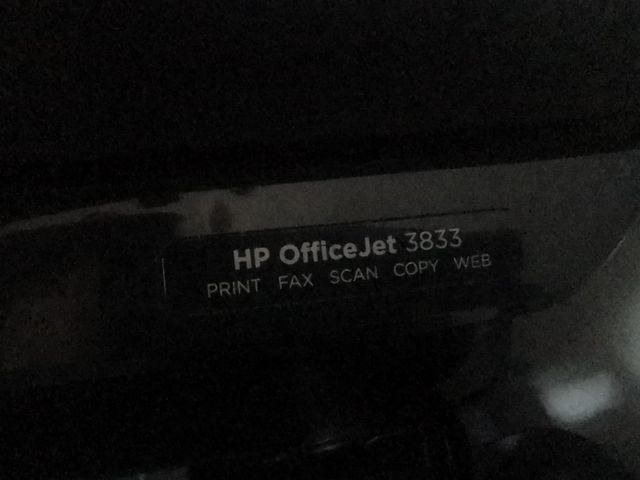 HP OfficeJet 3833
PRINT FAX SCAN COPY WEB